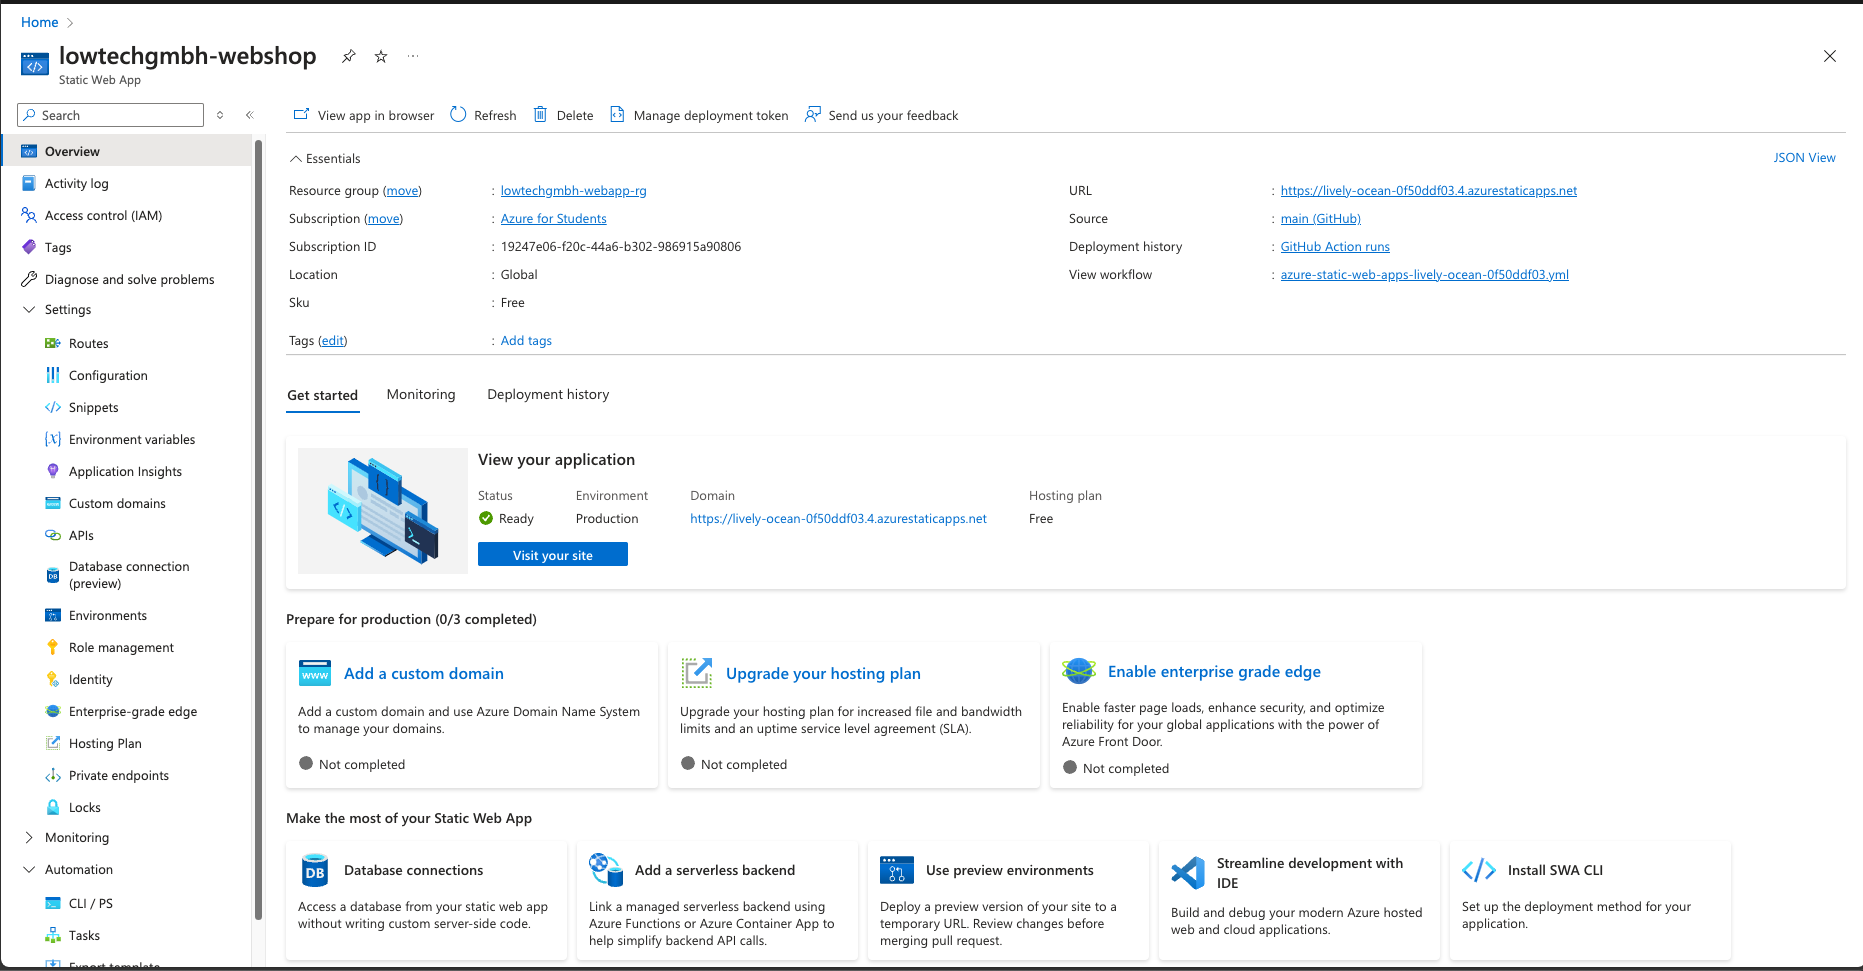 Home
lowtechgmbh-webshop
Static Web App
Search
View app in browser
Refresh
Delete
Manage deployment token
Send us your feedback
Overview
Activity log
Access control (IAM)
Tags
Diagnose and solve problems
Settings
Routes
Configuration
Snippets
Environment variables
Application Insights
Custom domains
APIs
Database connection
(preview)
Environments
Role management
Identity
Enterprise-grade edge
Hosting Plan
Private endpoints
Locks
Monitoring
Automation
CLI / PS
Tasks
Export template
Essentials
JSON View
Resource group (move) : lowtechgmbh-webapp-rg
Subscription (move) : Azure for Students
Subscription ID : 19247e06-f20c-44a6-b302-986915a90806
Location : Global
Sku : Free
Tags (edit) : Add tags
URL : https://lively-ocean-0f50ddf03.4.azurestaticapps.net
Source : main (GitHub)
Deployment history : GitHub Action runs
View workflow : azure-static-web-apps-lively-ocean-0f50ddf03.yml
Get started
Monitoring
Deployment history
View your application
Status
Environment
Domain
Hosting plan
Ready
Production
https://lively-ocean-0f50ddf03.4.azurestaticapps.net
Free
Visit your site
Prepare for production (0/3 completed)
www
Add a custom domain
Add a custom domain and use Azure Domain Name System
to manage your domains.
Not completed
Upgrade your hosting plan
Upgrade your hosting plan for increased file and bandwidth
limits and an uptime service level agreement (SLA).
Not completed
Enable enterprise grade edge
Enable faster page loads, enhance security, and optimize
reliability for your global applications with the power of
Azure Front Door.
Not completed
Make the most of your Static Web App
DB
Database connections
Access a database from your static web app
without writing custom server-side code.
Add a serverless backend
Link a managed serverless backend using
Azure Functions or Azure Container App to
help simplify backend API calls.
Use preview environments
Deploy a preview version of your site to a
temporary URL. Review changes before
merging pull request.
Streamline development with
IDE
Build and debug your modern Azure hosted
web and cloud applications.
Install SWA CLI
Set up the deployment method for your
application.